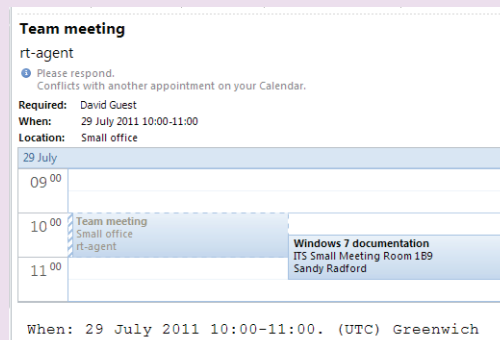 Team meeting
rt-agent
Please respond.
Conflicts with another appointment on your Calendar.
Required: David Guest
When: 29 July 2011 10:00-11:00
Location: Small office
29 July
09 00
10 00
Team meeting
Small office
rt-agent
Windows 7 documentation
ITS Small Meeting Room 1B9
Sandy Radford
11 00
When: 29 July 2011 10:00-11:00. (UTC) Greenwich